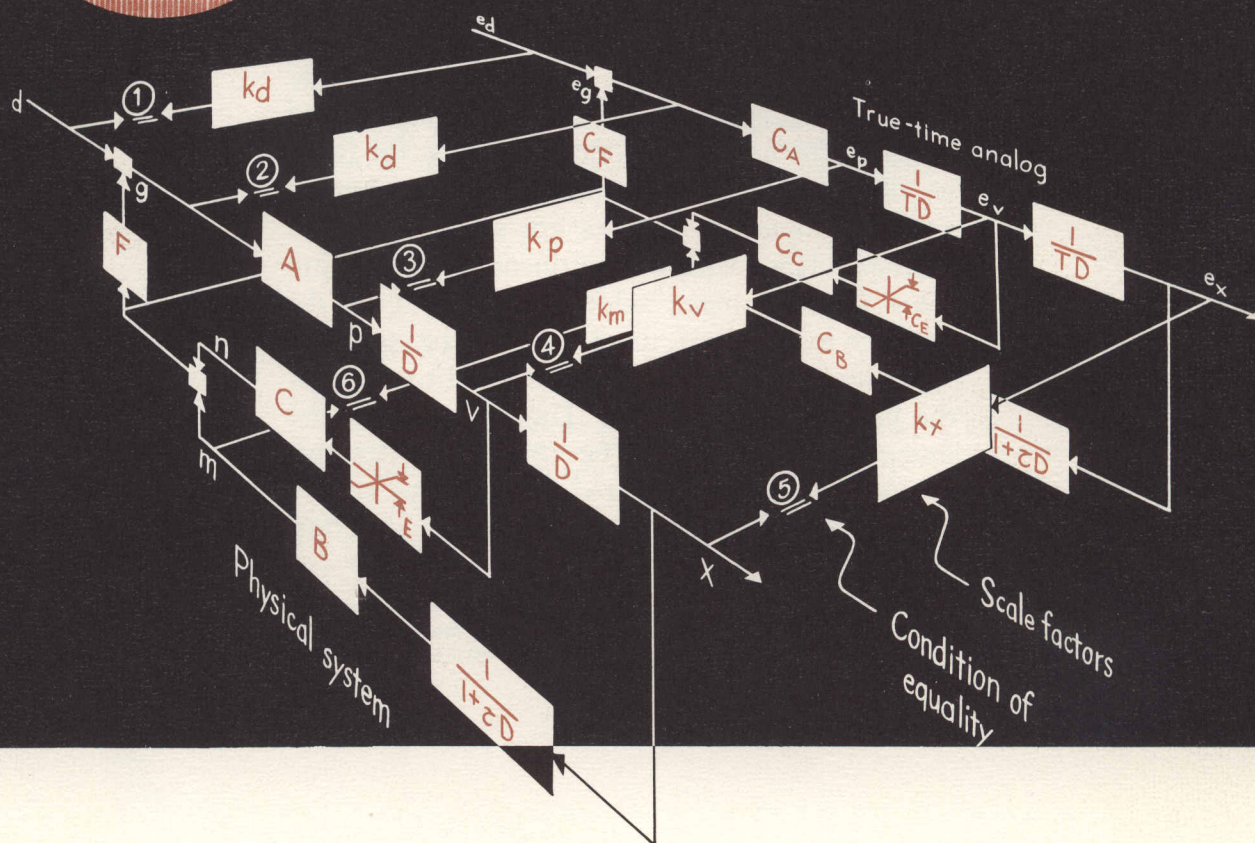 ed
d
①
kd
eg
②
kd
CF
CA
ep
True-time analog
1
TD
ev
1
TD
ex
g
F
A
③
kp
CC
CE
p
1
D
km
kv
CB
④
n
C
⑥
v
1
D
kx
1
1+τD
m
E
⑤
B
X
Physical system
Scale factors
Condition of
equality
1
1+τD